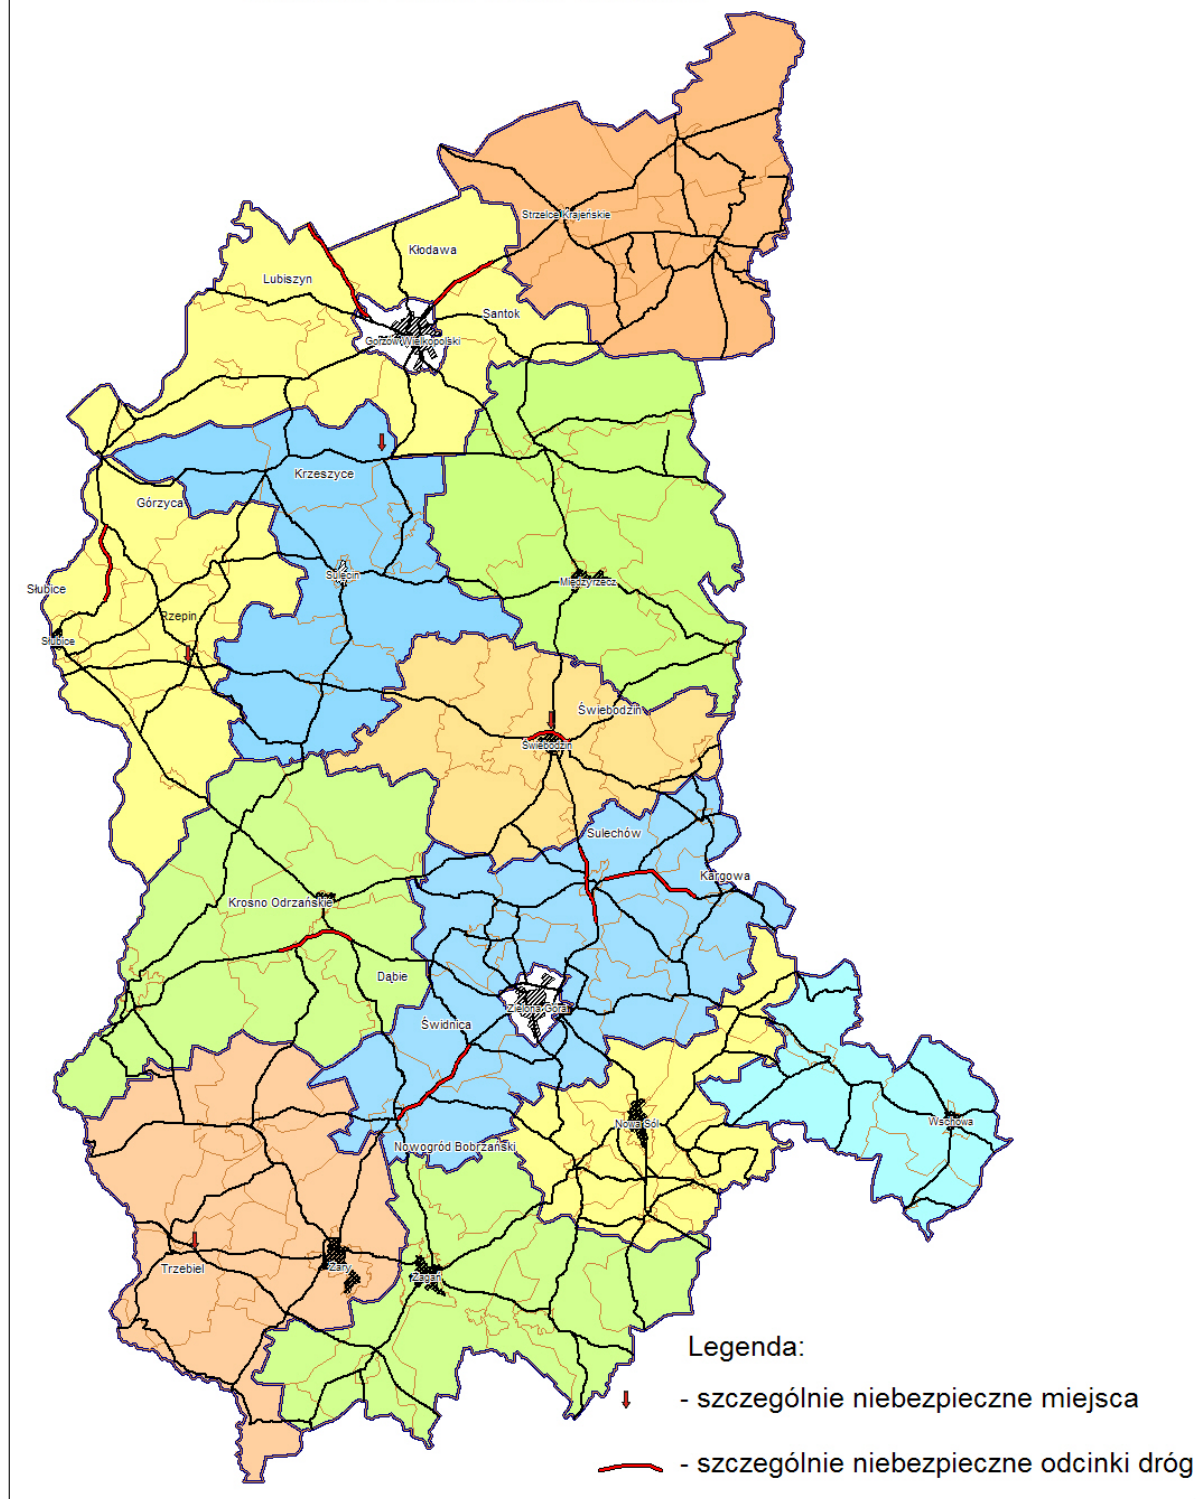 Strzelce Krajeńskie
Kłodawa
Lubiszyn
Santok
Gorzów Wielkopolski
Krzeszyce
Górzyca
Sulęcin
Międzyrzecz
Słubice
Rzepin
Słubice
Świebodzin
Świebodzin
Sulechów
Kargowa
Krosno Odrzańskie
Dąbie
Zielona Góra
Świdnica
Nowa Sól
Wschowa
Nowogród Bobrzański
Trzebiel
Żary
Żagań
Legenda:
- szczególnie niebezpieczne miejsca
- szczególnie niebezpieczne odcinki dróg